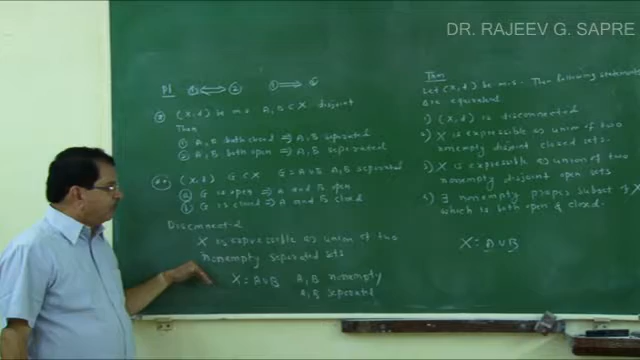 DR. RAJEEV G. SAPRE
Pf ① ⟺ ② ① ⟹
(*) (X,d) be m.s. A, B ⊂ X disjoint
Then
① A, B both closed ⟹ A, B separated
② A, B both open ⟹ A, B separated
(**) (X,d) G ⊂ X G = A∪B A, B separated
G is open ⟹ A and B open
G is closed ⟹ A and B closed
Disconnected
X is expressible as union of two
nonempty separated sets
X = A∪B A, B nonempty
A, B separated
Thm
Let (X,d) be m.s. Then following statements
are equivalent.
1) (X,d) is disconnected
2) X is expressible as union of two
nonempty disjoint closed sets.
3) X is expressible as union of two
nonempty disjoint open sets
4) ∃ nonempty proper subset of X,
which is both open & closed.
X = A∪B